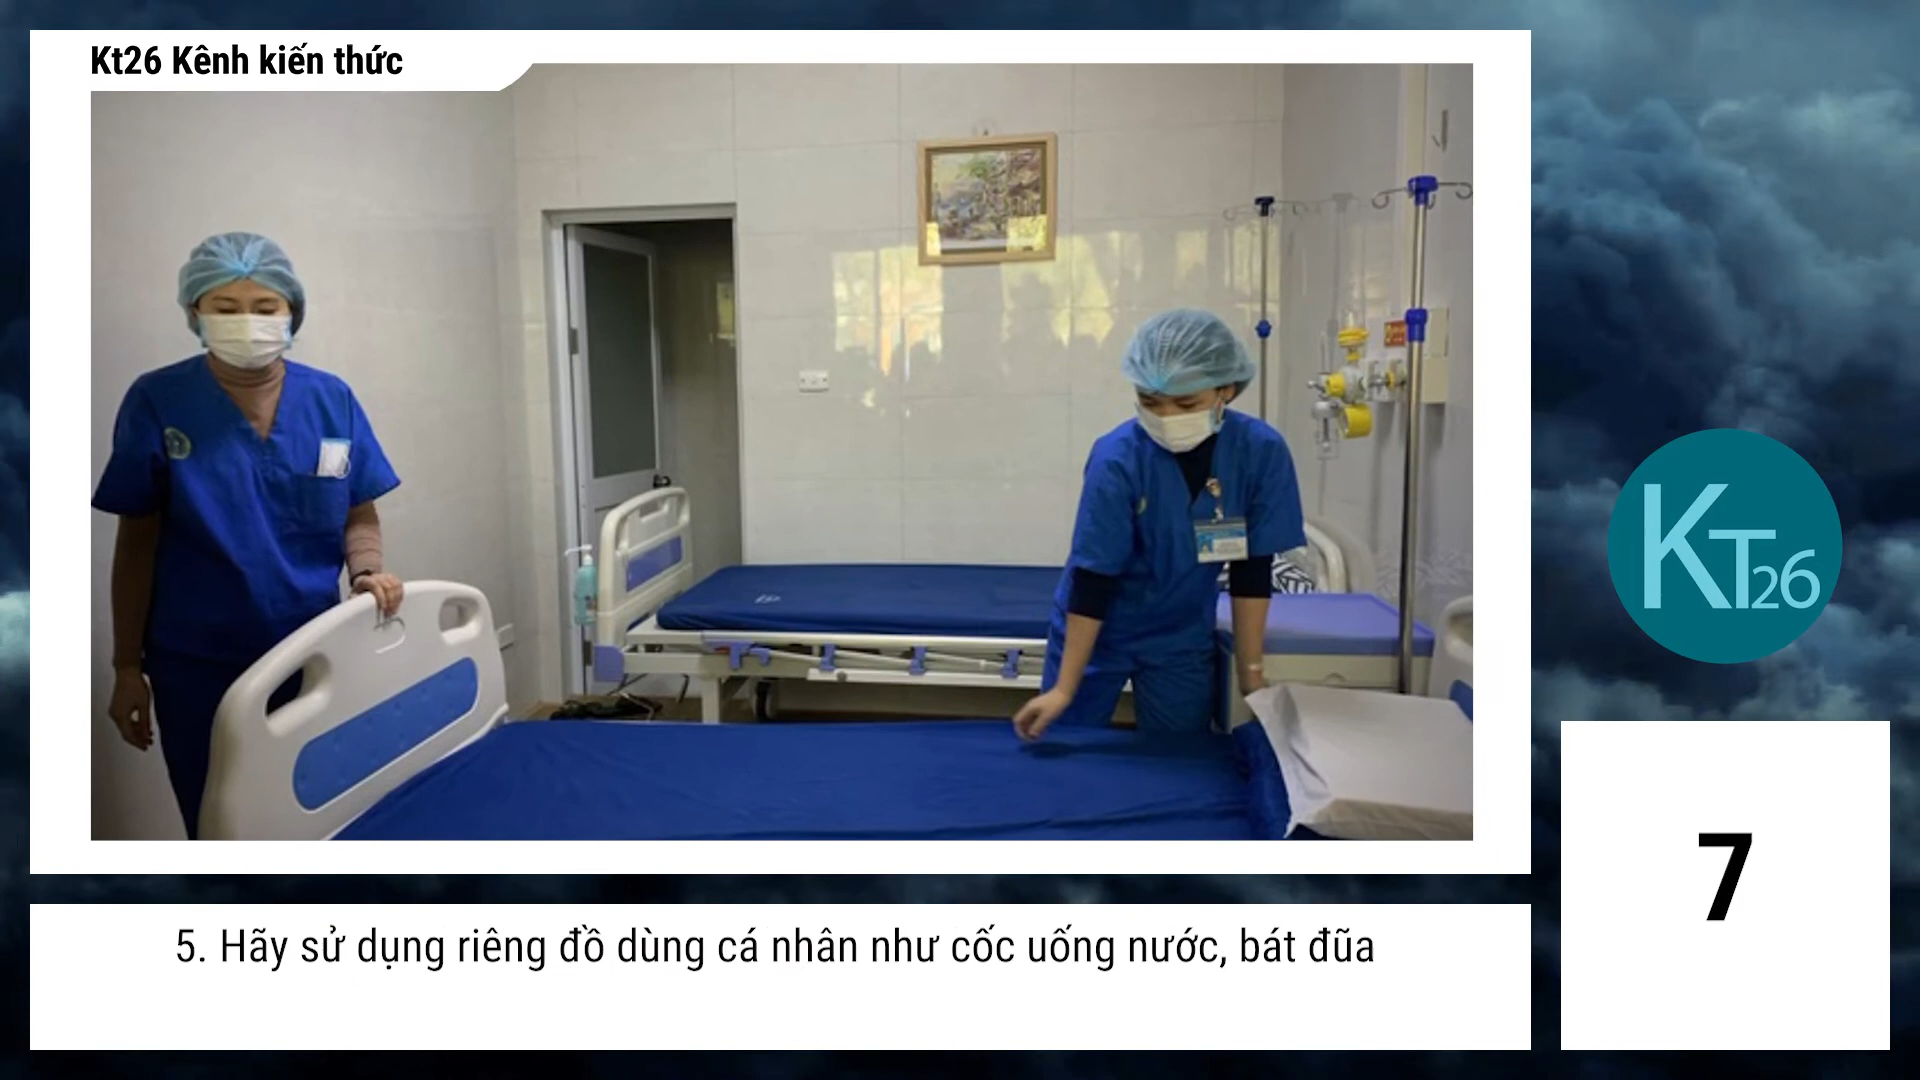 Kt26 Kênh kiến thức
KT26
7
5. Hãy sử dụng riêng đồ dùng cá nhân như cốc uống nước, bát đũa